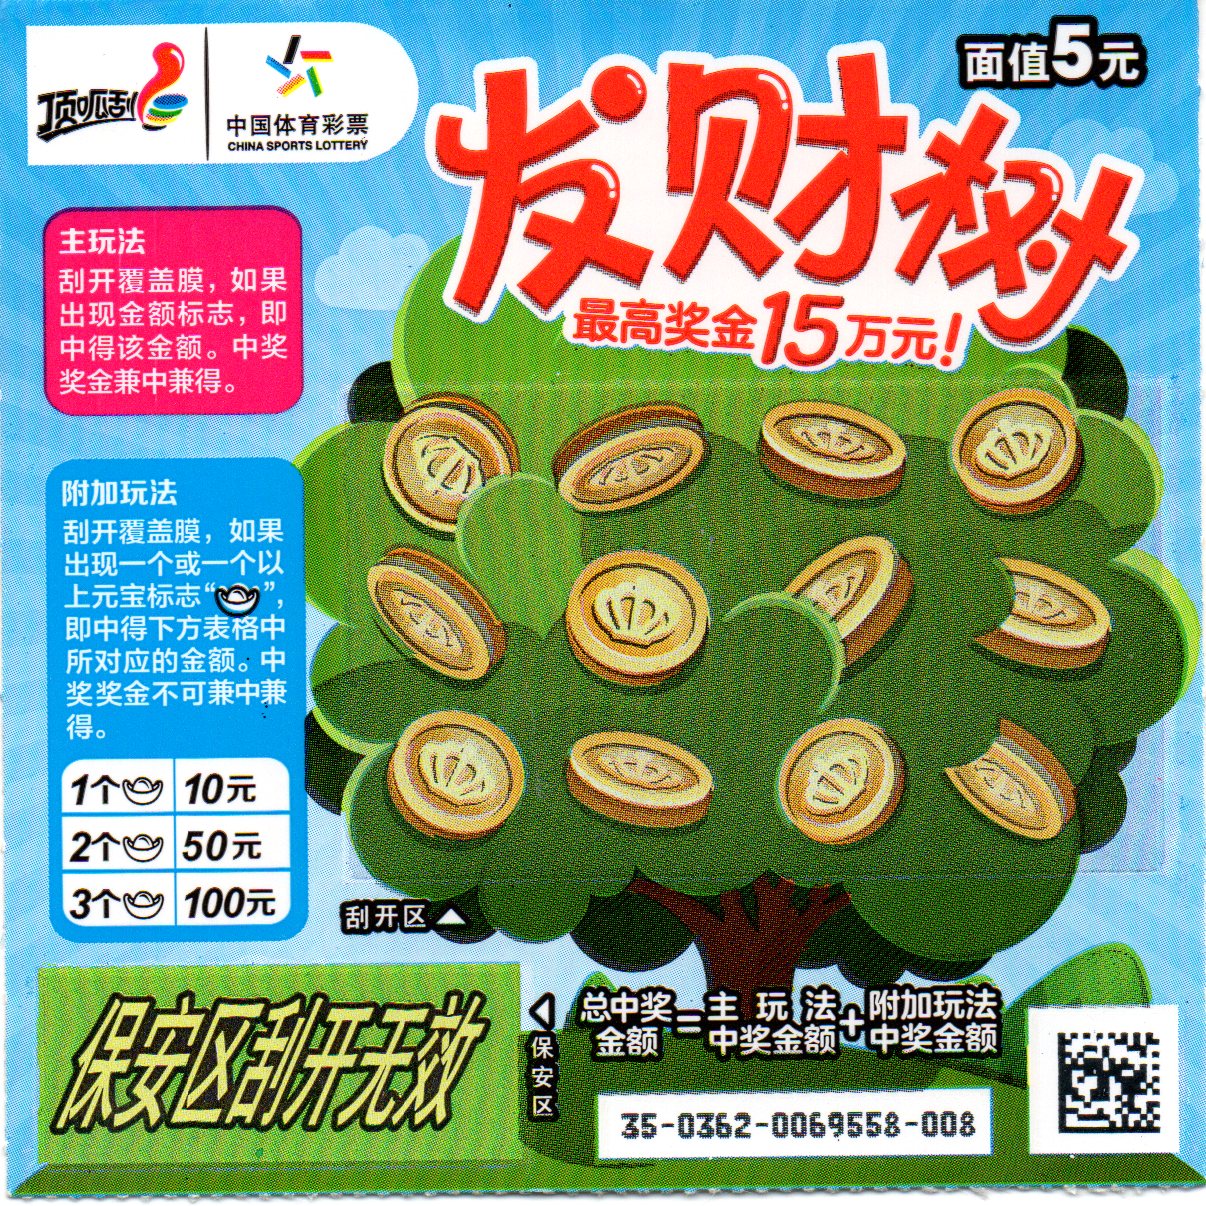 顶呱刮
中国体育彩票
CHINA SPORTS LOTTERY
面值5元
发财树
最高奖金15万元!
主玩法
刮开覆盖膜，如果
出现金额标志，即
中得该金额。中奖
奖金兼中兼得。
附加玩法
刮开覆盖膜，如果
出现一个或一个以
上元宝标志“ ”，
即中得下方表格中
所对应的金额。中
奖奖金不可兼中兼
得。
1个 10元
2个 50元
3个 100元
刮开区
保安区刮开无效
保安区
总中奖金额=主玩法中奖金额+附加玩法中奖金额
35-0362-0069558-008